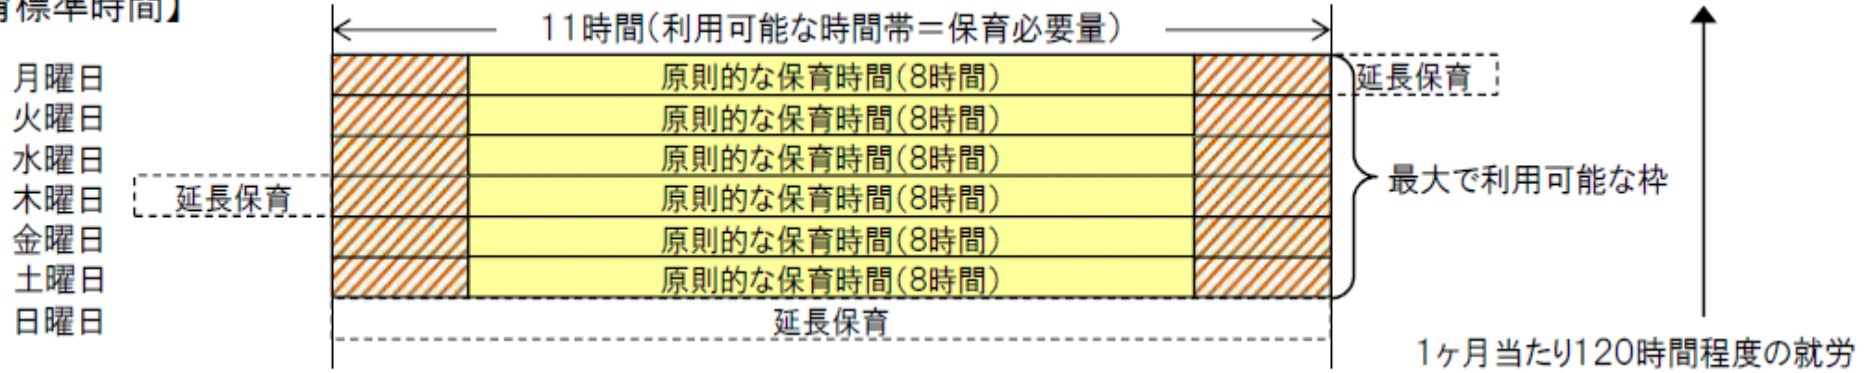 育標準時間】
11時間(利用可能な時間帯＝保育必要量)
月曜日 原則的な保育時間(8時間) 延長保育
火曜日 原則的な保育時間(8時間)
水曜日 原則的な保育時間(8時間)
木曜日 延長保育 原則的な保育時間(8時間)
最大で利用可能な枠
金曜日 原則的な保育時間(8時間)
土曜日 原則的な保育時間(8時間)
日曜日 延長保育
1ヶ月当たり120時間程度の就労